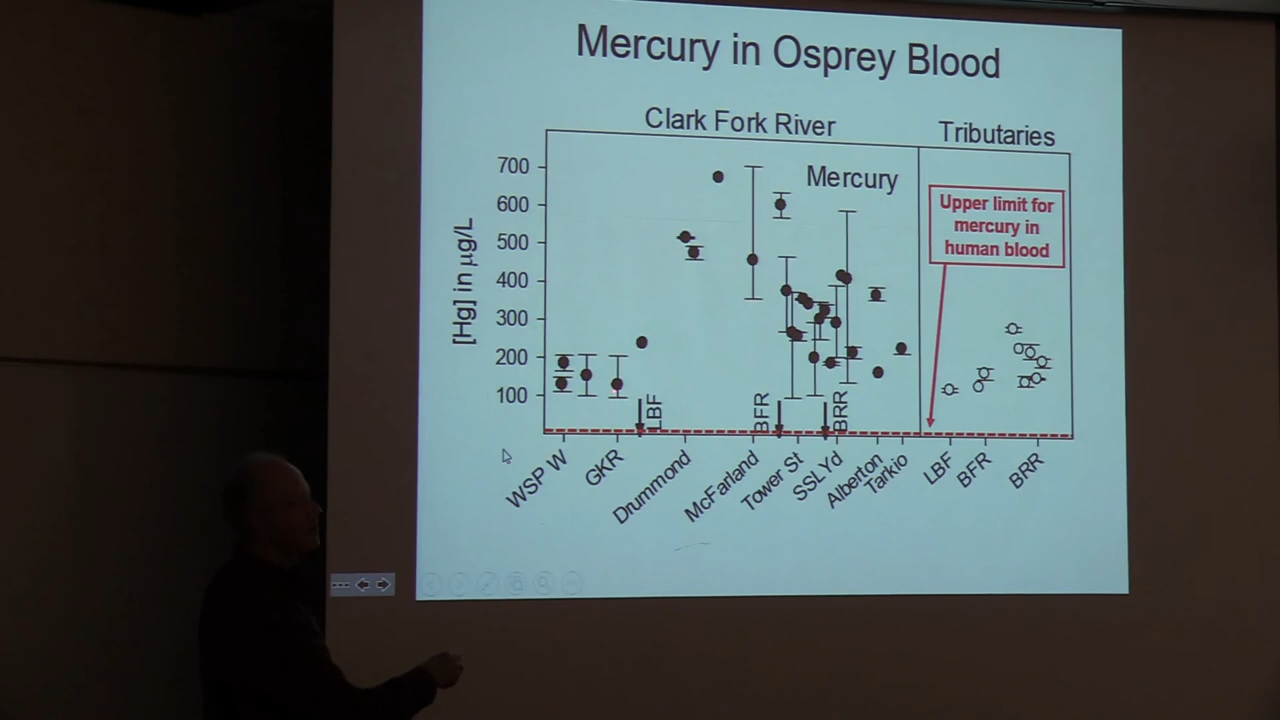 Mercury in Osprey Blood
Clark Fork River
Tributaries
Mercury
Upper limit for
mercury in
human blood
[Hg] in µg/L
700
600
500
400
300
200
100
LBF
BFR
BRR
WSP W
GKR
Drummond
McFarland
Tower St
SSLYd
Alberton
Tarkio
LBF
BFR
BRR